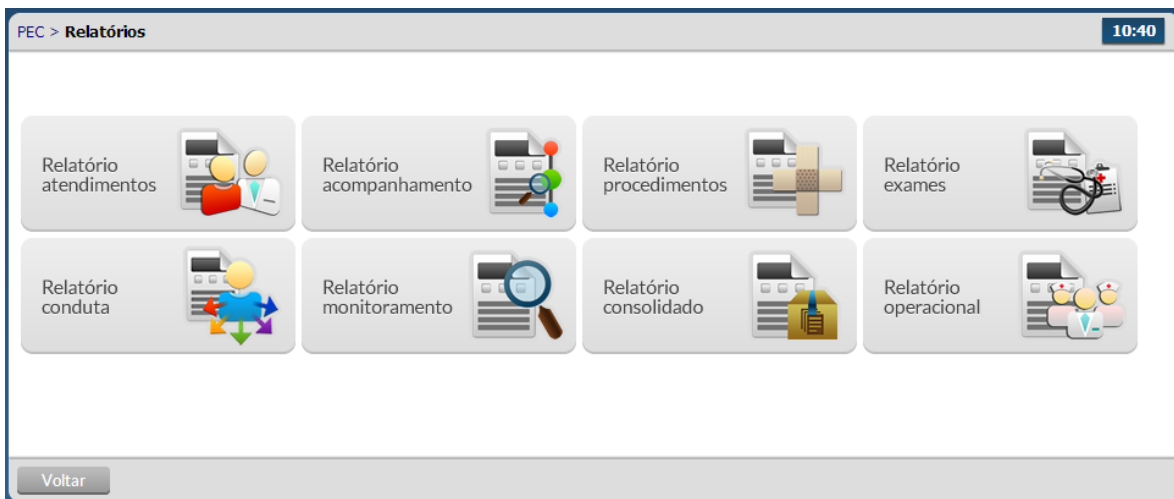 PEC > Relatórios
10:40
Relatório
atendimentos
Relatório
acompanhamento
Relatório
procedimentos
Relatório
exames
Relatório
conduta
Relatório
monitoramento
Relatório
consolidado
Relatório
operacional
Voltar